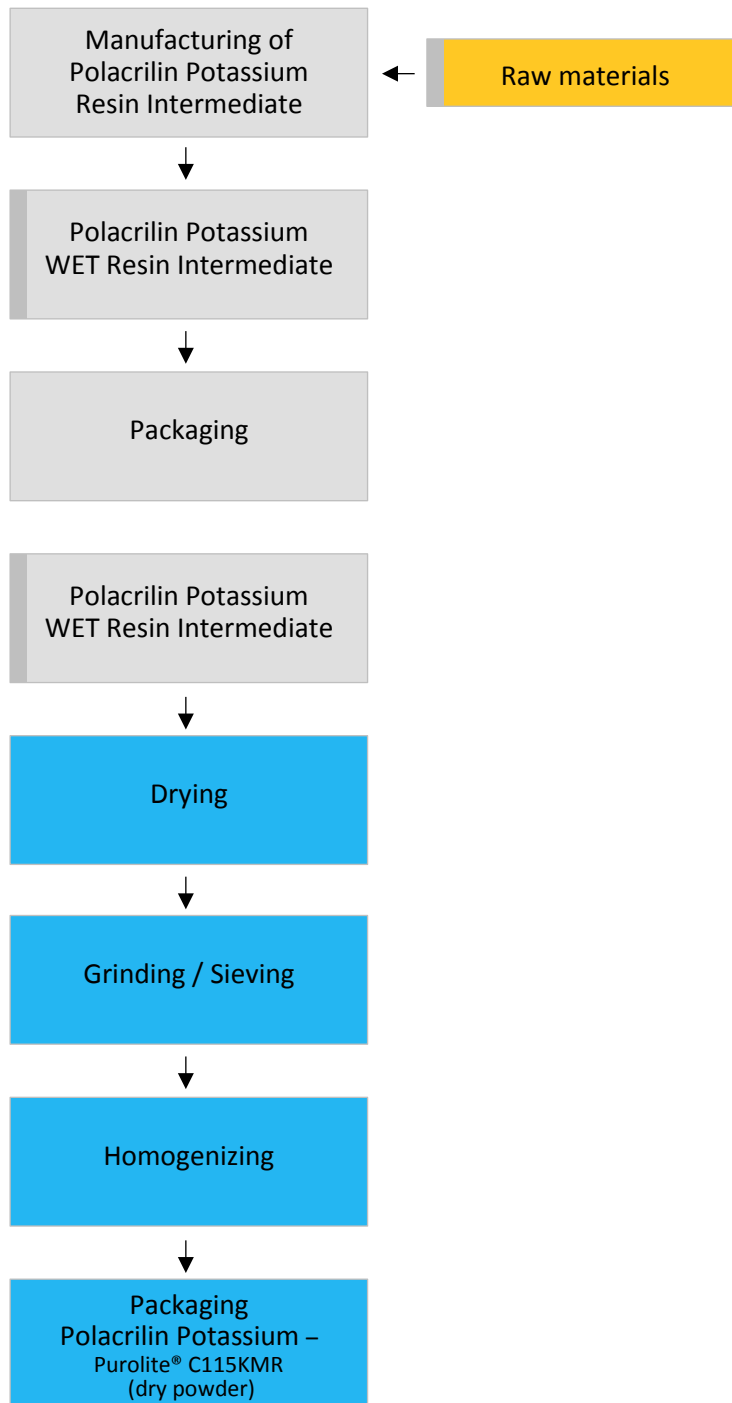 Manufacturing of
Polacrilin Potassium
Resin Intermediate
Raw materials
Polacrilin Potassium
WET Resin Intermediate
Packaging
Polacrilin Potassium
WET Resin Intermediate
Drying
Grinding / Sieving
Homogenizing
Packaging
Polacrilin Potassium –
Purolite® C115KMR
(dry powder)